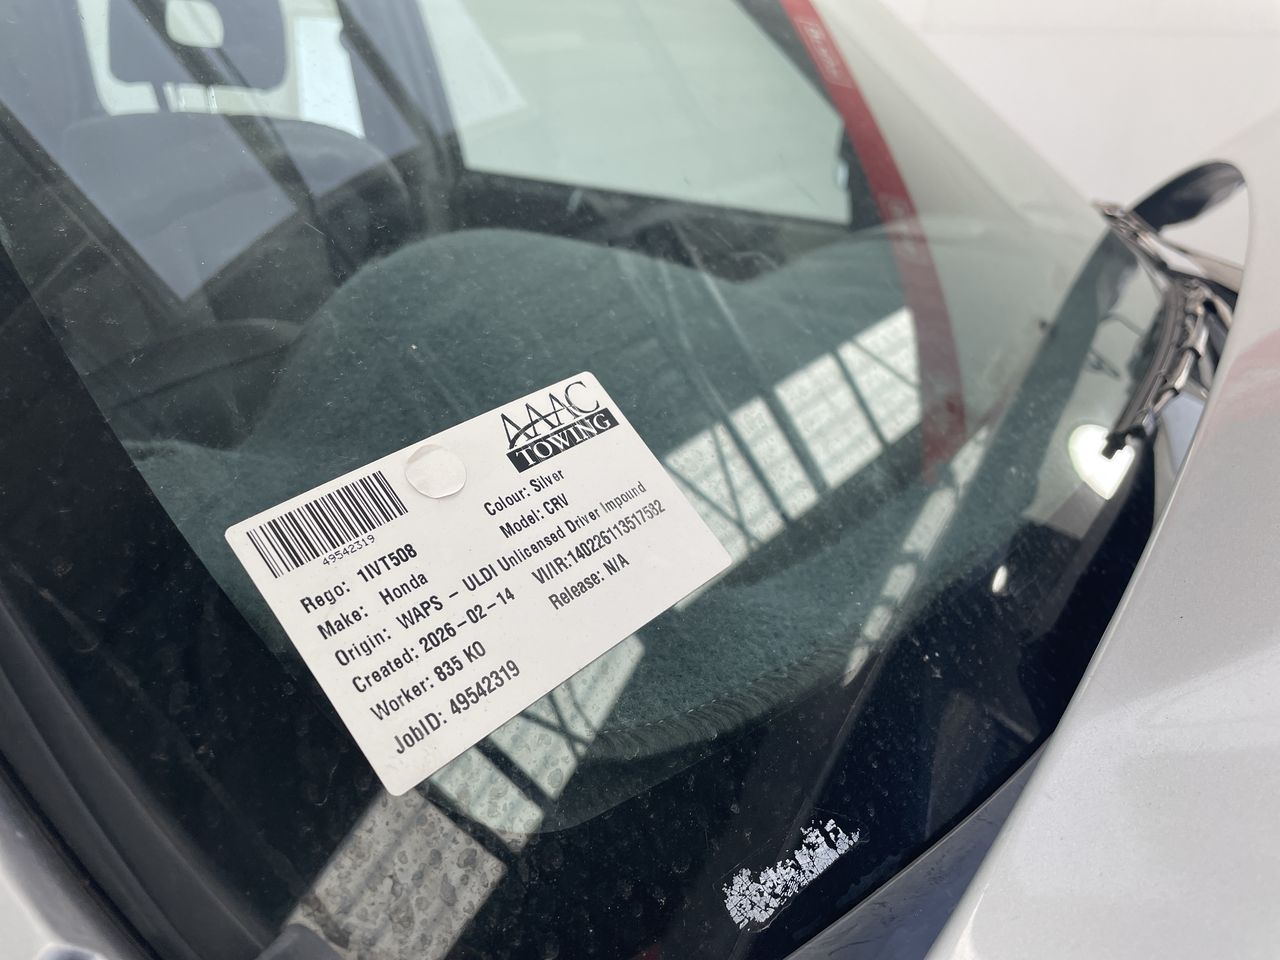 AAAC
TOWING
49542319
Colour: Silver
Rego: 1IVT508
Model: CRV
Make: Honda
Origin: WAPS - ULDI Unlicensed Driver Impound
Created: 2026-02-14
VI/IR:140226113517582
Worker: 835 KO
Release: N/A
JobID: 49542319